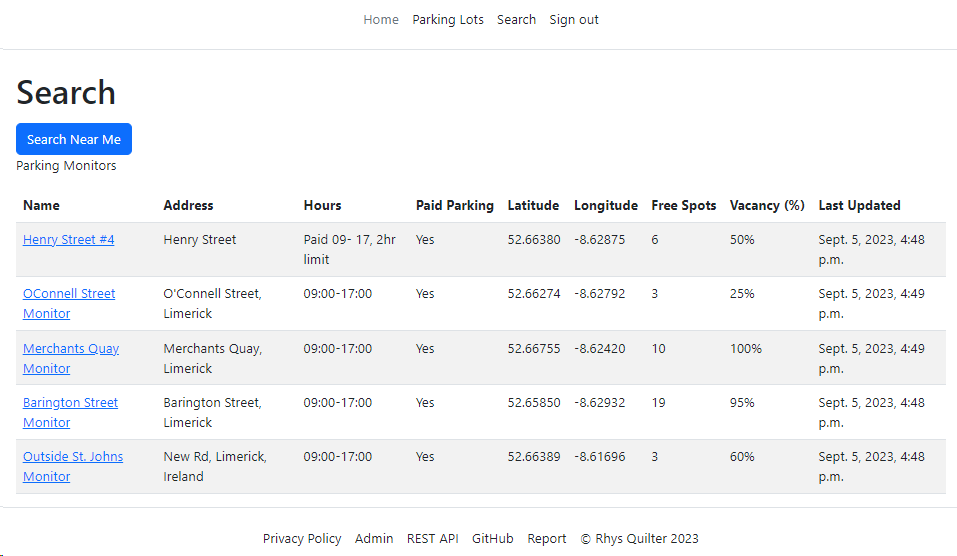 Home Parking Lots Search Sign out
Search
Search Near Me
Parking Monitors
Name Address Hours Paid Parking Latitude Longitude Free Spots Vacancy (%) Last Updated
Henry Street #4 Henry Street Paid 09- 17, 2hr Yes 52.66380 -8.62875 6 50% Sept. 5, 2023, 4:48
limit p.m.
OConnell Street O'Connell Street, 09:00-17:00 Yes 52.66274 -8.62792 3 25% Sept. 5, 2023, 4:49
Monitor Limerick p.m.
Merchants Quay Merchants Quay, 09:00-17:00 Yes 52.66755 -8.62420 10 100% Sept. 5, 2023, 4:49
Monitor Limerick p.m.
Barington Street Barington Street, 09:00-17:00 Yes 52.65850 -8.62932 19 95% Sept. 5, 2023, 4:48
Monitor Limerick p.m.
Outside St. Johns New Rd, Limerick, 09:00-17:00 Yes 52.66389 -8.61696 3 60% Sept. 5, 2023, 4:48
Monitor Ireland p.m.
Privacy Policy Admin REST API GitHub Report © Rhys Quilter 2023